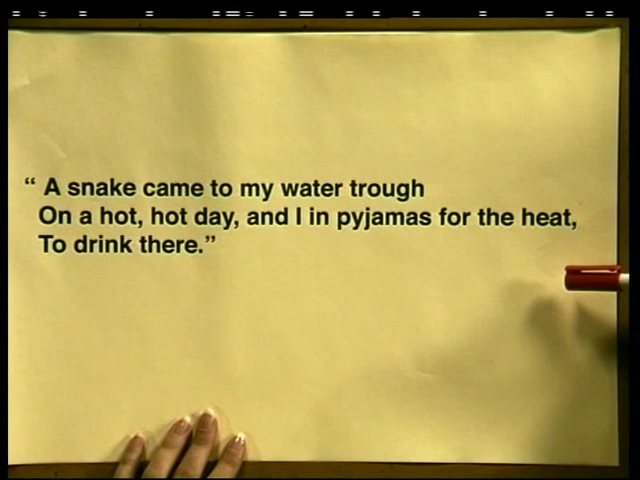 “ A snake came to my water trough
On a hot, hot day, and I in pyjamas for the heat,
To drink there.”